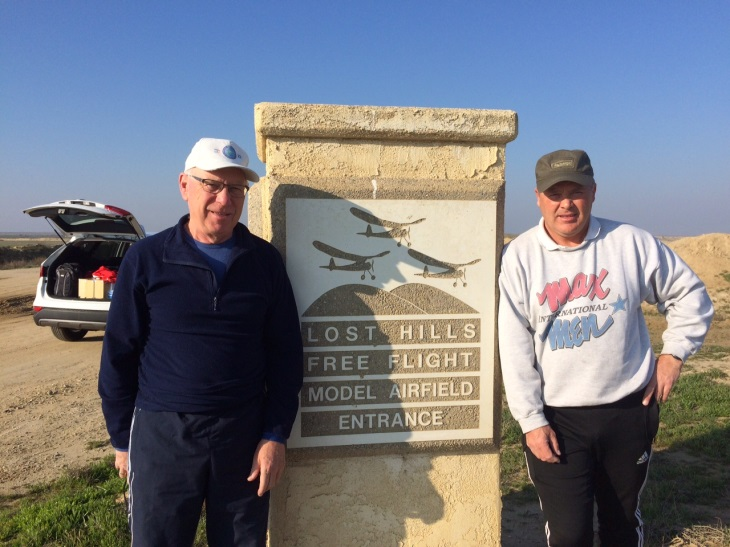 LOST HILLS
FREE FLIGHT
MODEL AIRFIELD
ENTRANCE
Max
INTERNATIONAL
MEN